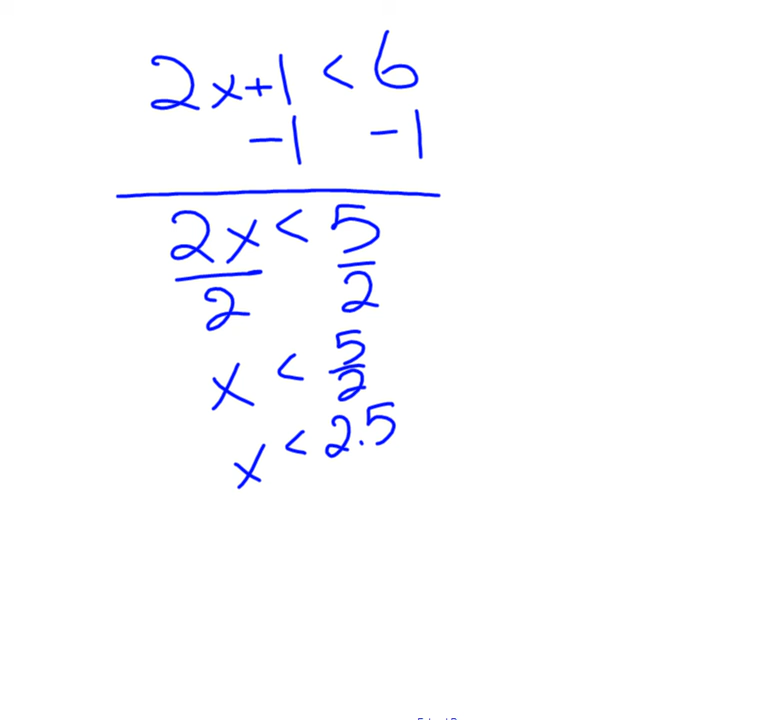 2x+1 < 6
-1 -1
2x < 5
2 2
x < 5/2
x < 2.5